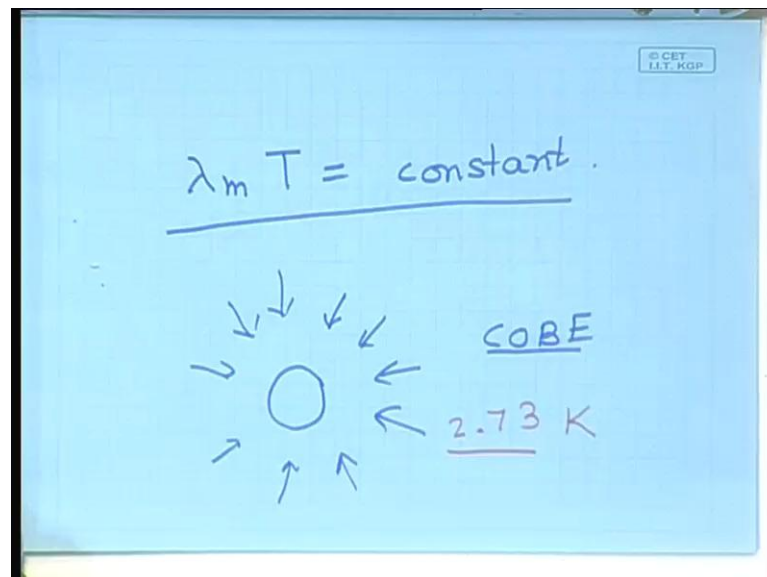 © CET
I.I.T. KGP
λm T = constant.
COBE
2.73 K